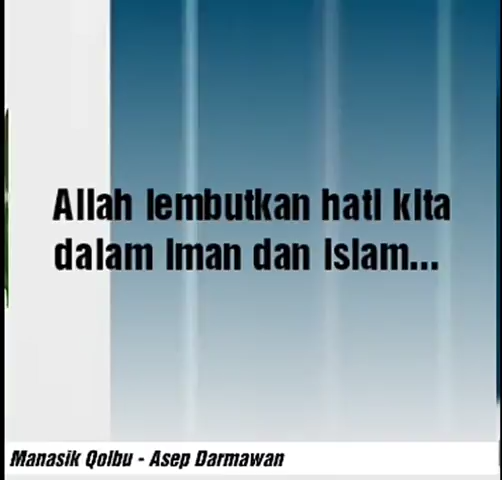 Allah lembutkan hati kita
dalam Iman dan Islam...
Manasik Qolbu - Asep Darmawan